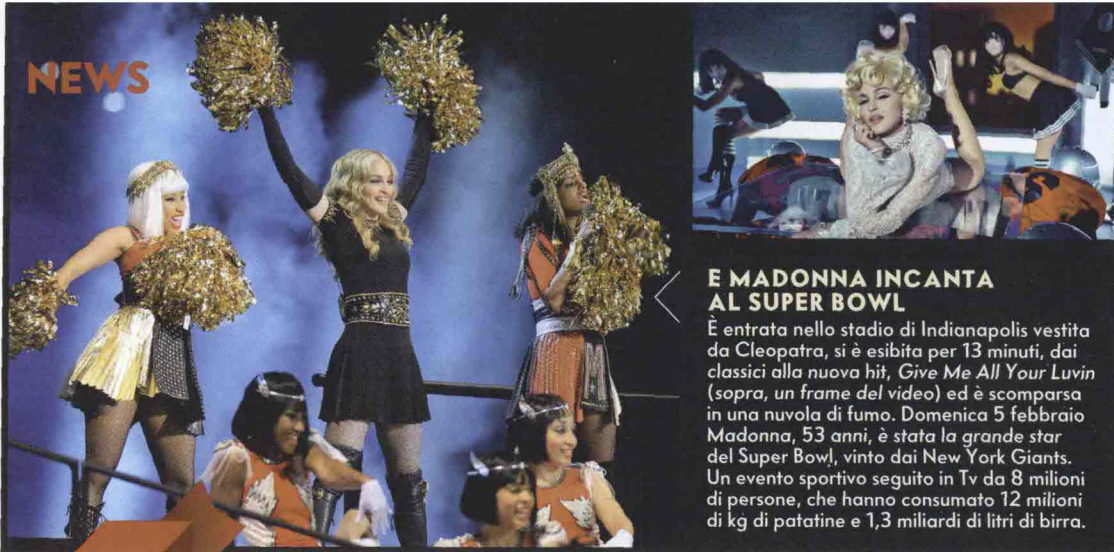 NEWS
E MADONNA INCANTA
AL SUPER BOWL
È entrata nello stadio di Indianapolis vestita
da Cleopatra, si è esibita per 13 minuti, dai
classici alla nuova hit, Give Me All Your Luvin
(sopra, un frame del video) ed è scomparsa
in una nuvola di fumo. Domenica 5 febbraio
Madonna, 53 anni, è stata la grande star
del Super Bowl, vinto dai New York Giants.
Un evento sportivo seguito in Tv da 8 milioni
di persone, che hanno consumato 12 milioni
di kg di patatine e 1,3 miliardi di litri di birra.